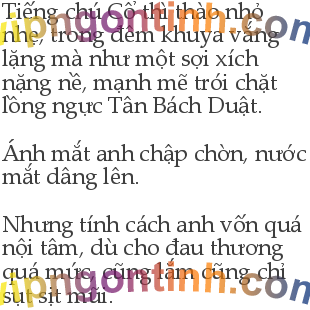 Tiếng chú Cổ thì thào nhỏ
nhẹ, trong đêm khuya vắng
lặng mà như một sợi xích
nặng nề, mạnh mẽ trói chặt
lồng ngực Tân Bách Duật.
Ánh mắt anh chập chờn, nước
mắt dâng lên.
Nhưng tính cách anh vốn quá
nội tâm, dù cho đau thương
quá mức, cũng lắm cũng chỉ
sụt sịt mũi.
vipngontinh.com
vipngontinh.com